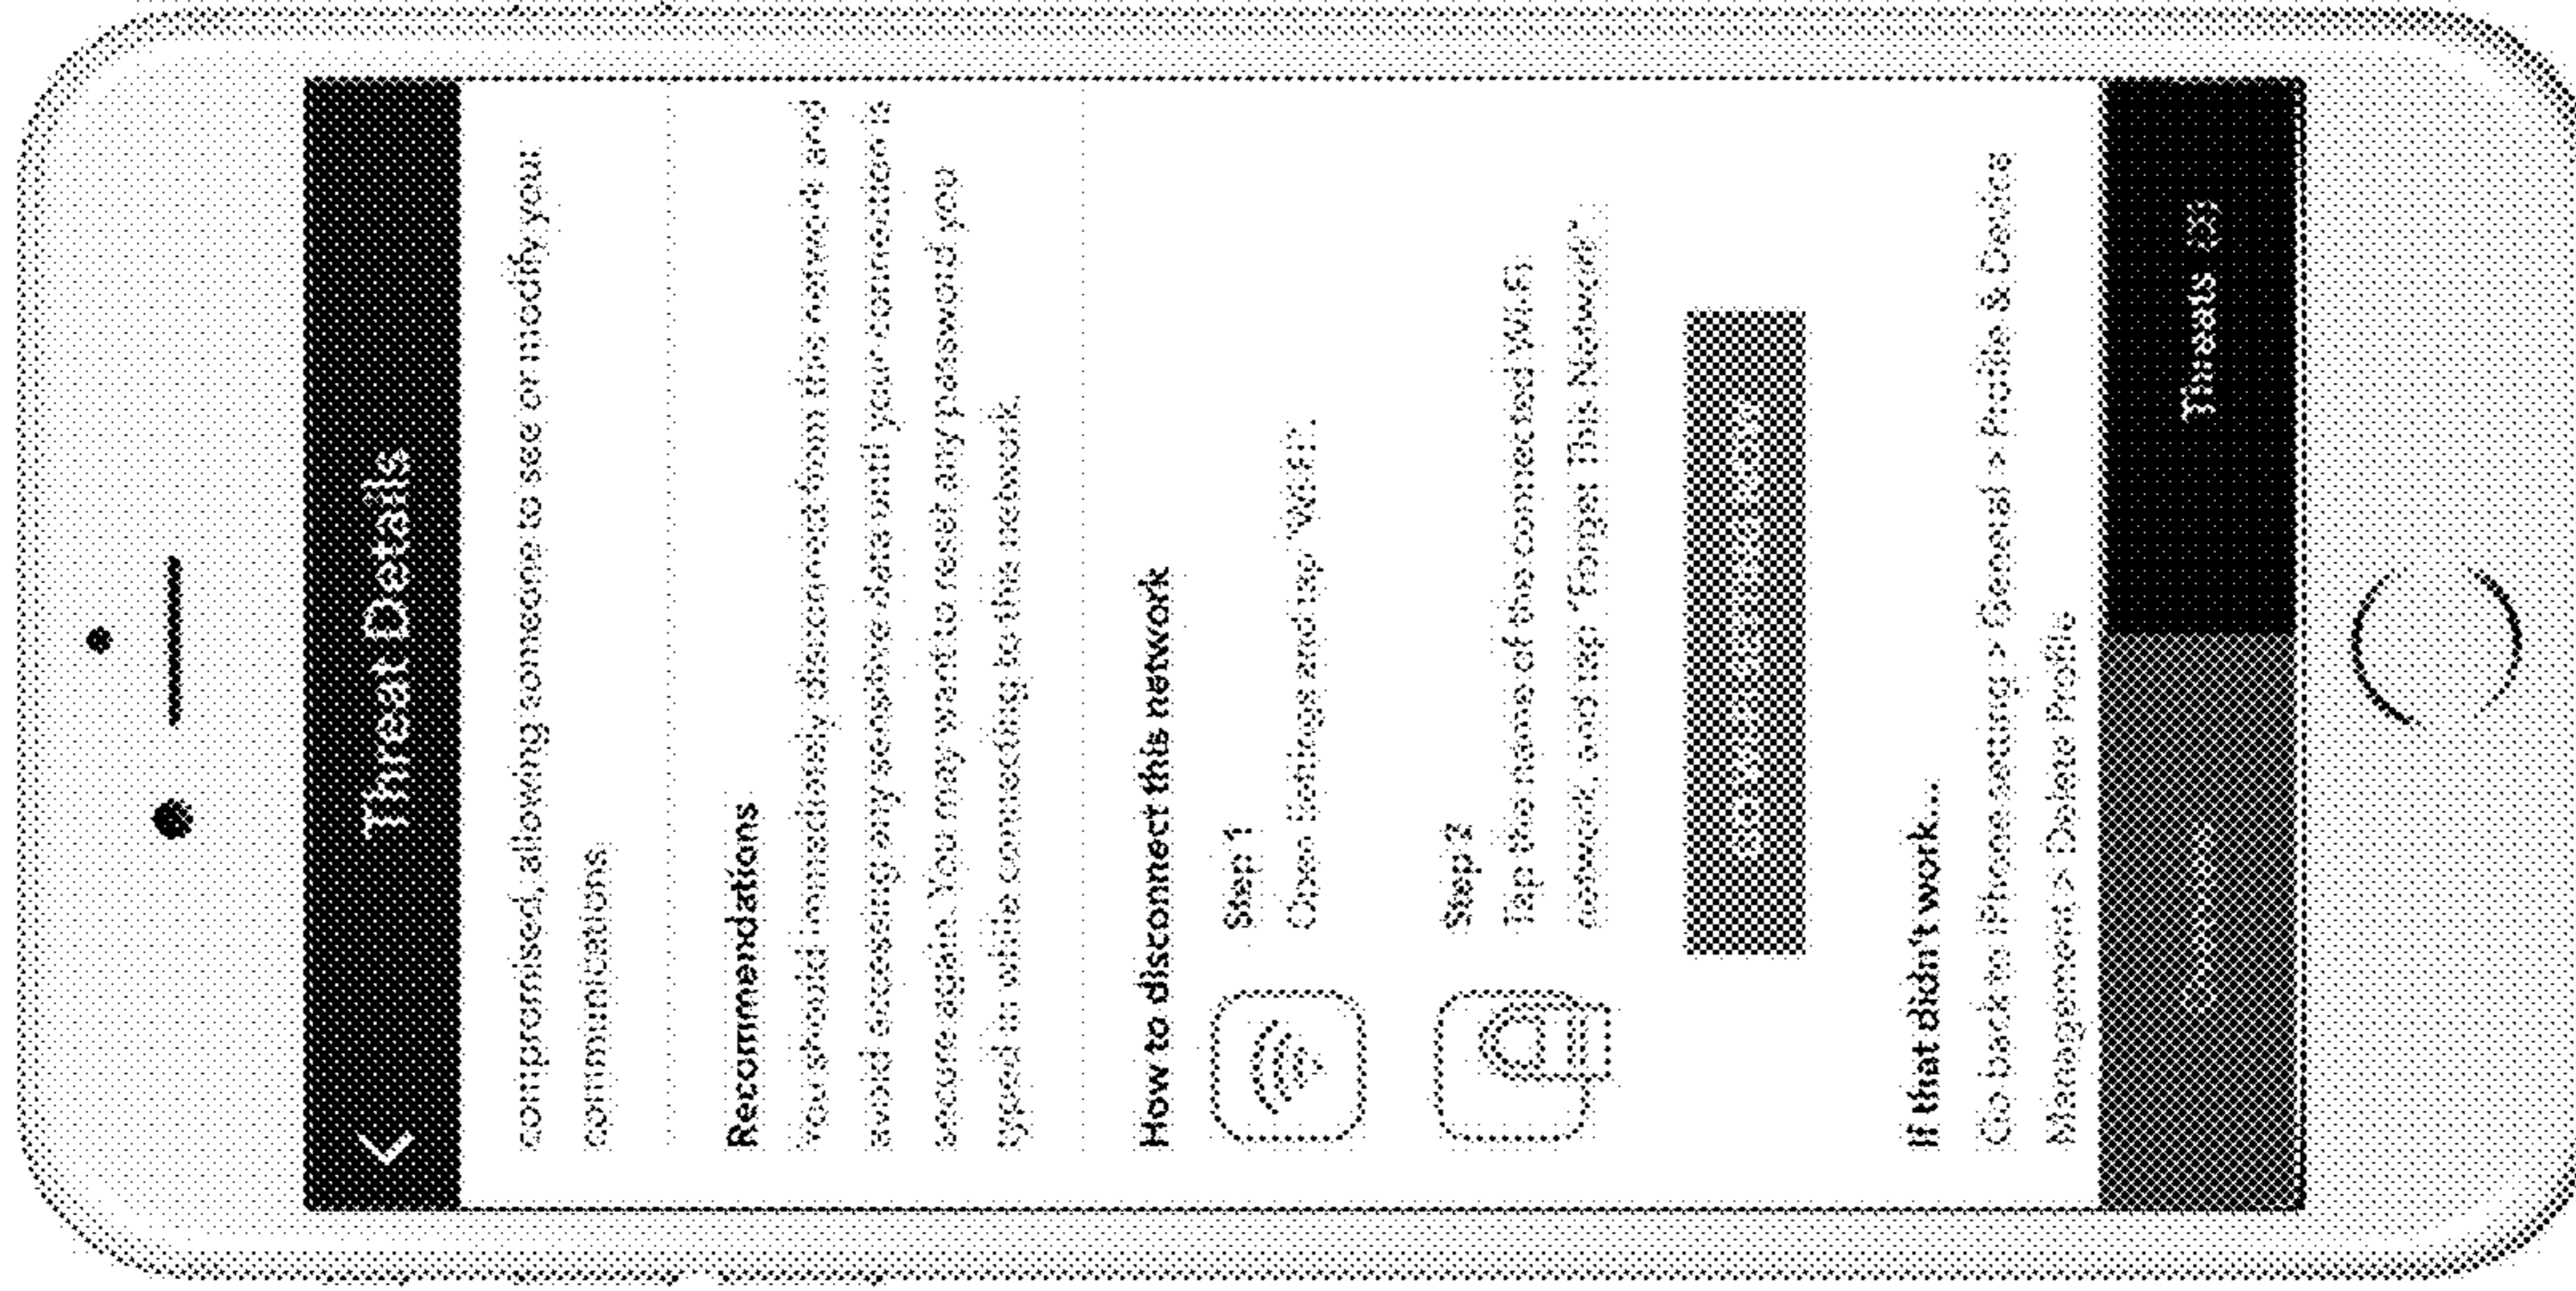 Threat Details
compromised, allowing someone to see or modify your
communications.
Recommendations
You should immediately disconnect from this network and
avoid accessing any sensitive data until your connection is
secure again. You may want to reset any password you
typed in while connecting to the network.
How to disconnect this network
Step 1
Open Settings and tap "Wi-Fi".
Step 2
Tap the name of the connected Wi-Fi
network, and tap "Forget This Network".
If that didn't work...
Go back to iPhone setting > General > Profile & Device
Management > Delete Profile
Threats